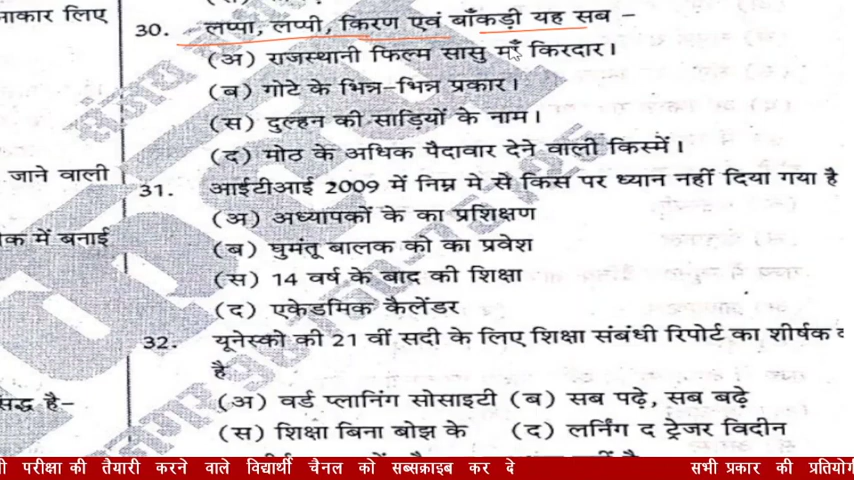 नाकार लिए
30. लप्पा, लप्पी, किरण एवं बाँकड़ी यह सब –
(अ) राजस्थानी फिल्म सासु माँ किरदार।
(ब) गोटे के भिन्न-भिन्न प्रकार।
(स) दुल्हन की साड़ियों के नाम।
(द) मोठ के अधिक पैदावार देने वाली किस्में।
जाने वाली
31. आईटीआई 2009 में निम्न मे से किस पर ध्यान नहीं दिया गया है
(अ) अध्यापकों के का प्रशिक्षण
क में बनाई
(ब) घुमंतू बालक को का प्रवेश
(स) 14 वर्ष के बाद की शिक्षा
(द) एकेडमिक कैलेंडर
32. यूनेस्को की 21 वीं सदी के लिए शिक्षा संबंधी रिपोर्ट का शीर्षक
है
सद्ध है–
(अ) वर्ड प्लानिंग सोसाइटी (ब) सब पढ़े, सब बढ़े
(स) शिक्षा बिना बोझ के (द) लर्निंग द ट्रेजर विदीन
ी परीक्षा की तैयारी करने वाले विद्यार्थी चैनल को सब्सक्राइब कर दे सभी प्रकार की प्रतियोगी